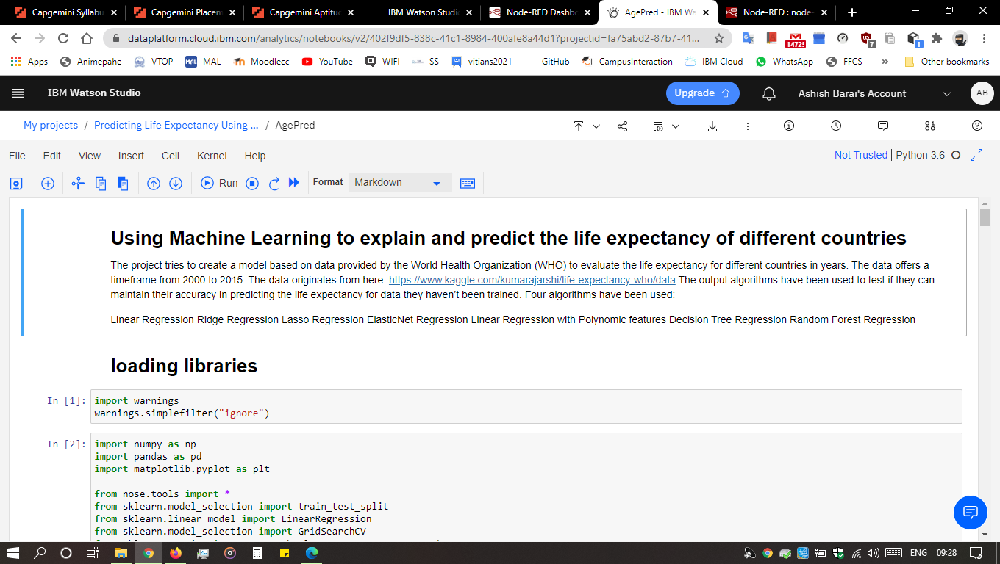 Capgemini Syllabu
Capgemini Placem
Capgemini Aptitud
IBM Watson Studio
Node-RED Dashbo
AgePred - IBM Wa
Node-RED : node-
dataplatform.cloud.ibm.com/analytics/notebooks/v2/402f9df5-838c-41c1-8984-400afe8a44d1?projectid=fa75abd2-87b7-41...
14729
7
1
Apps
Animepahe
VTOP
MAL
MAL
Moodlecc
YouTube
WIFI
SS
vitians2021
GitHub
CampusInteraction
IBM Cloud
WhatsApp
FFCS
»
Other bookmarks
IBM Watson Studio
Upgrade
Ashish Barai's Account
AB
My projects / Predicting Life Expectancy Using ... / AgePred
File Edit View Insert Cell Kernel Help
Not Trusted | Python 3.6
Run
Format
Markdown
Using Machine Learning to explain and predict the life expectancy of different countries
The project tries to create a model based on data provided by the World Health Organization (WHO) to evaluate the life expectancy for different countries in years. The data offers a
timeframe from 2000 to 2015. The data originates from here: https://www.kaggle.com/kumarajarshi/life-expectancy-who/data The output algorithms have been used to test if they can
maintain their accuracy in predicting the life expectancy for data they haven't been trained. Four algorithms have been used:
Linear Regression Ridge Regression Lasso Regression ElasticNet Regression Linear Regression with Polynomic features Decision Tree Regression Random Forest Regression
loading libraries
In [1]: import warnings
warnings.simplefilter("ignore")
In [2]: import numpy as np
import pandas as pd
import matplotlib.pyplot as plt
from nose.tools import *
from sklearn.model_selection import train_test_split
from sklearn.linear_model import LinearRegression
from sklearn.model_selection import GridSearchCV
ENG
09:28